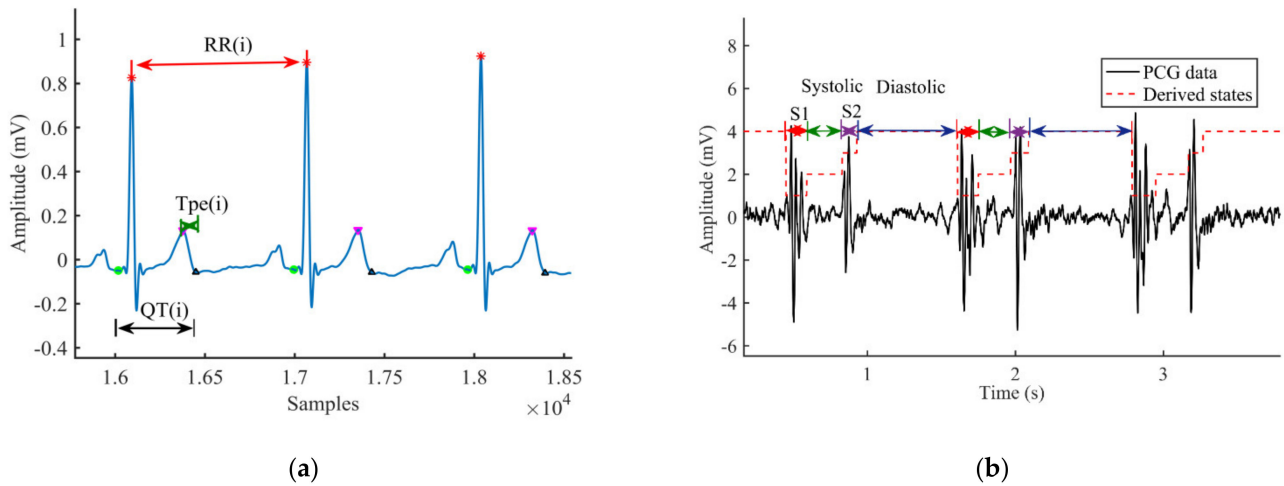 1
0.8
0.6
0.4
0.2
0
-0.2
-0.4
Amplitude (mV)
RR(i)
Tpe(i)
QT(i)
1.6 1.65 1.7 1.75 1.8 1.85
Samples
×10⁴
(a)
8
6
4
2
0
-2
-4
-6
Amplitude (mV)
PCG data
Derived states
Systolic Diastolic
S1 S2
1 2 3
Time (s)
(b)